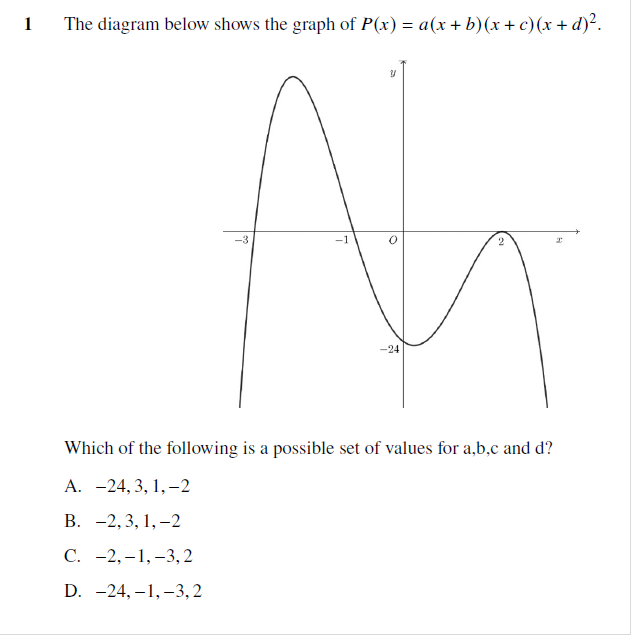 1 The diagram below shows the graph of P(x) = a(x + b)(x + c)(x + d)².
y
−3 −1 O 2 x
−24
Which of the following is a possible set of values for a,b,c and d?
A. −24, 3, 1, −2
B. −2, 3, 1, −2
C. −2, −1, −3, 2
D. −24, −1, −3, 2